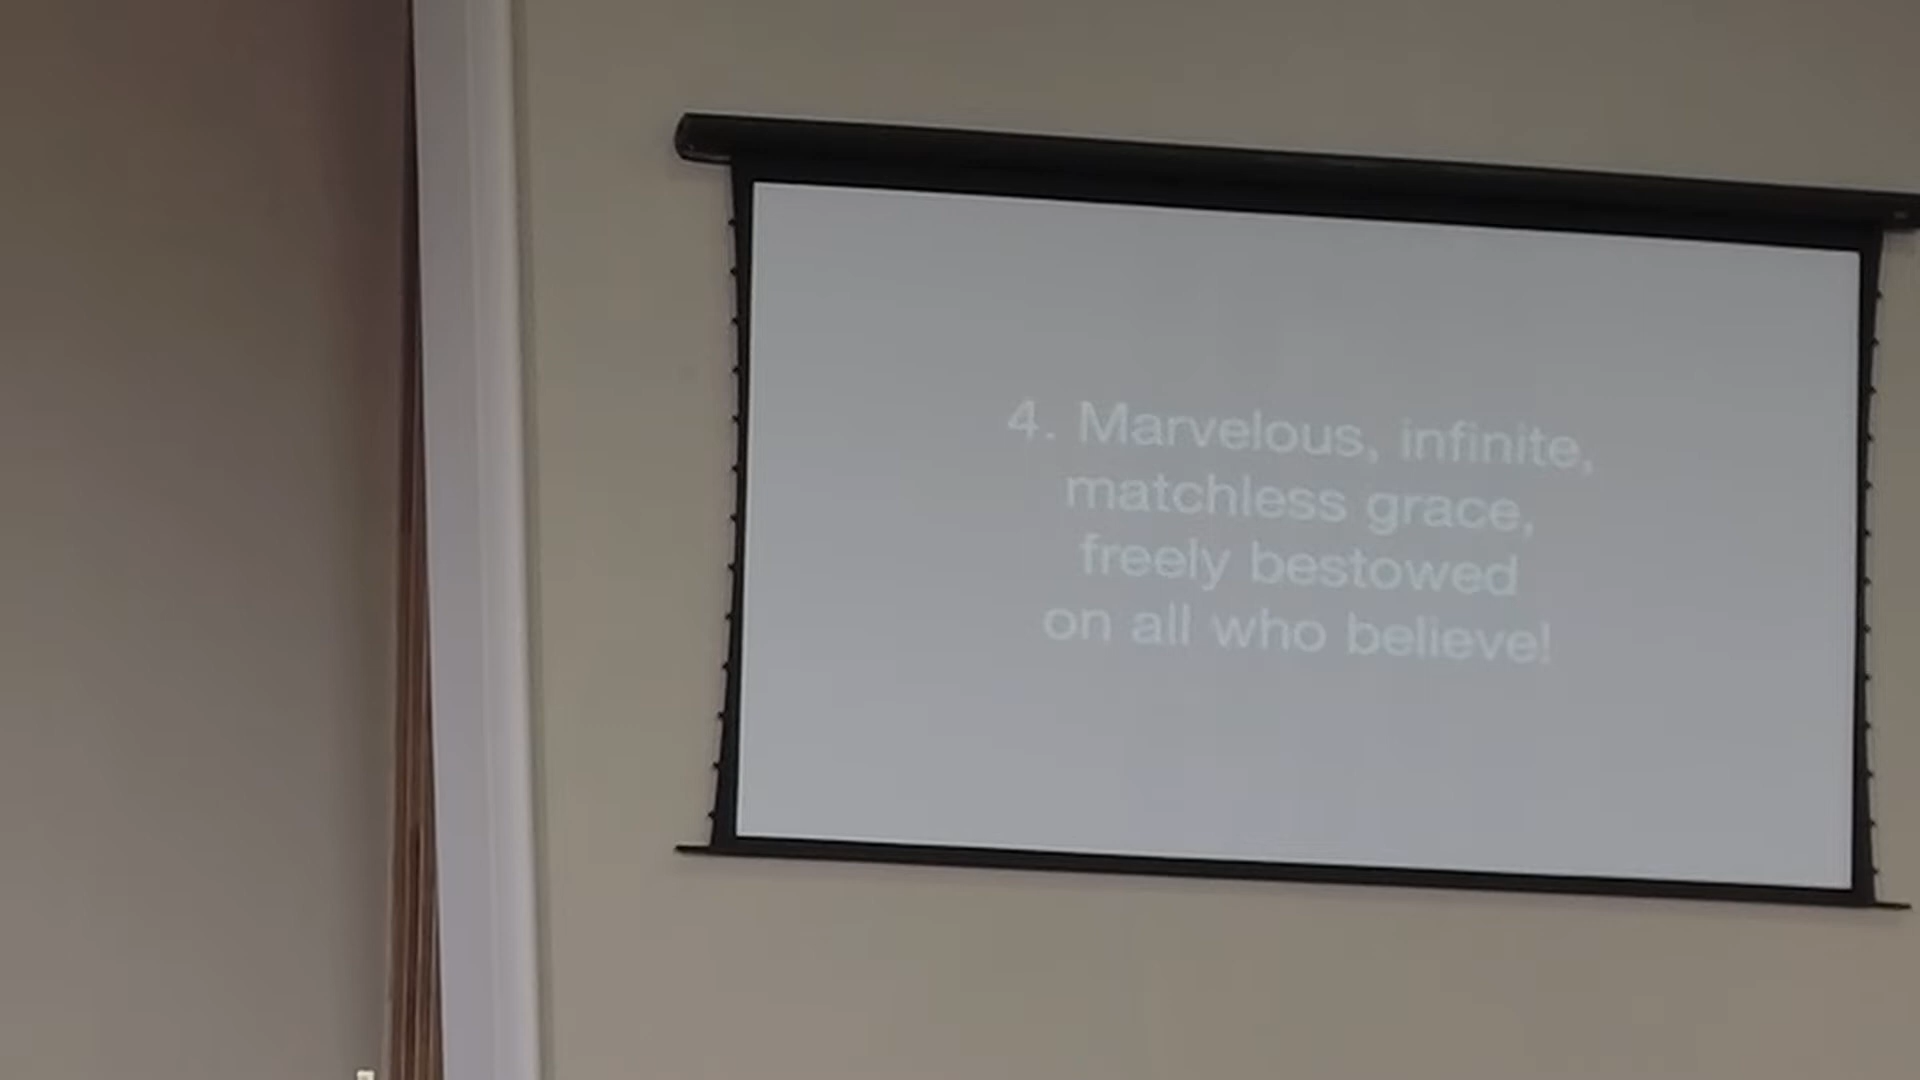 4. Marvelous, infinite,
matchless grace,
freely bestowed
on all who believe!